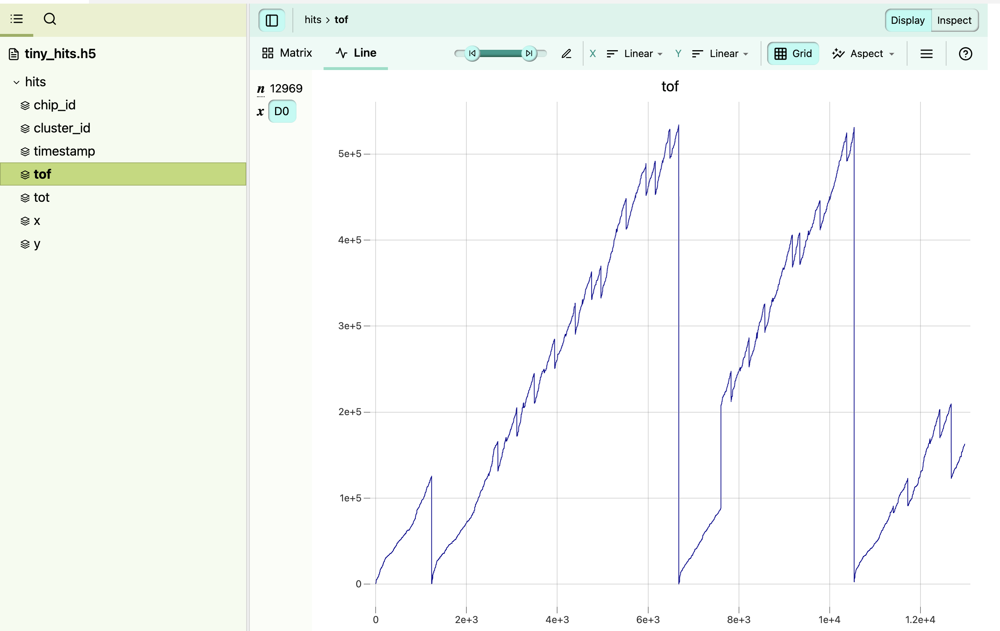 tiny_hits.h5
hits
chip_id
cluster_id
timestamp
tof
tot
x
y
hits > tof
Display Inspect
Matrix Line X Linear Y Linear Grid Aspect
n 12969
x D0
tof
5e+5
4e+5
3e+5
2e+5
1e+5
0
0 2e+3 4e+3 6e+3 8e+3 1e+4 1.2e+4